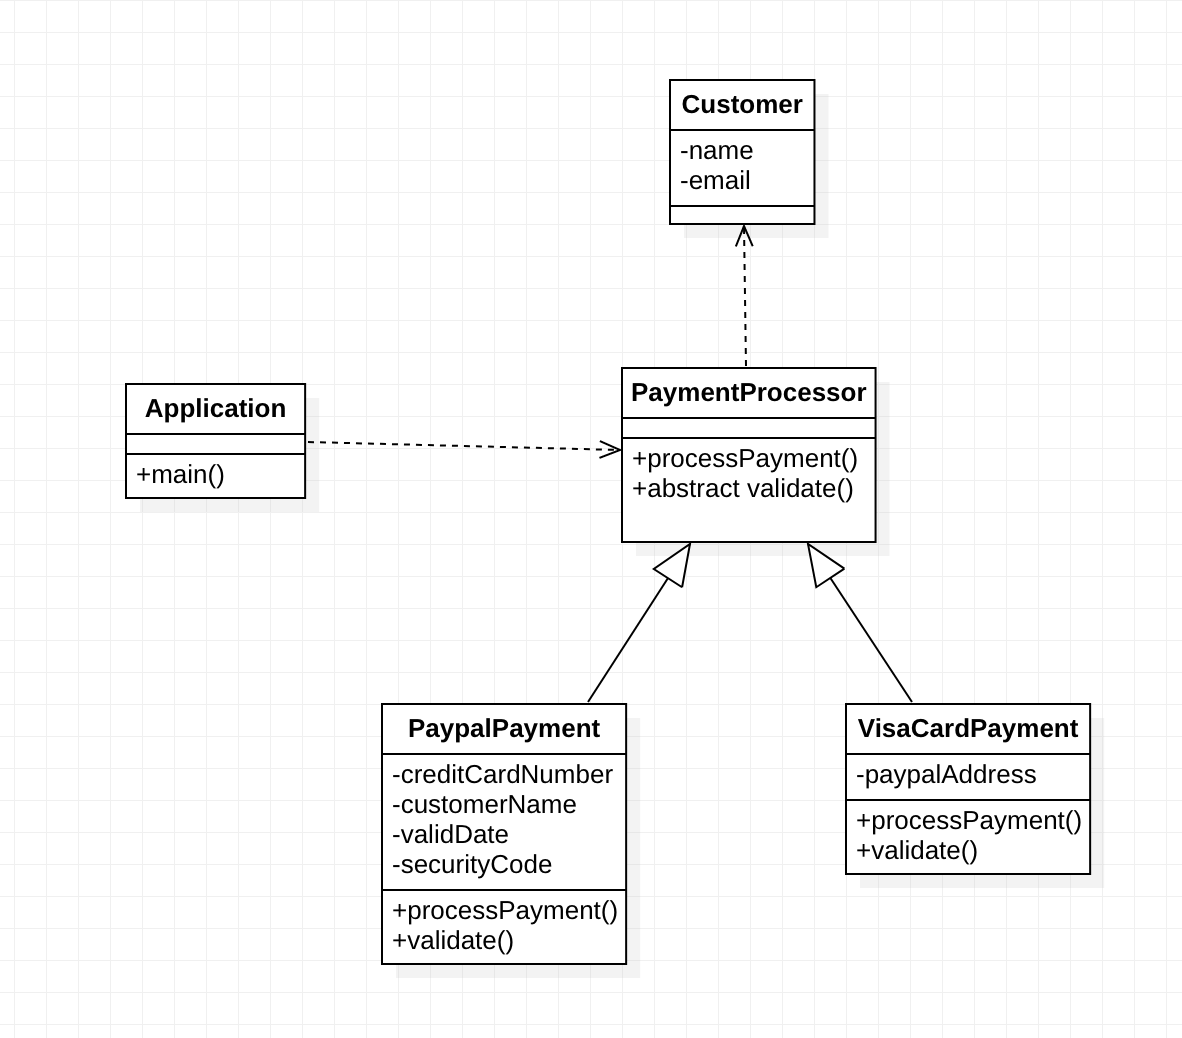 Customer
-name
-email
Application
+main()
PaymentProcessor
+processPayment()
+abstract validate()
PaypalPayment
-creditCardNumber
-customerName
-validDate
-securityCode
+processPayment()
+validate()
VisaCardPayment
-paypalAddress
+processPayment()
+validate()